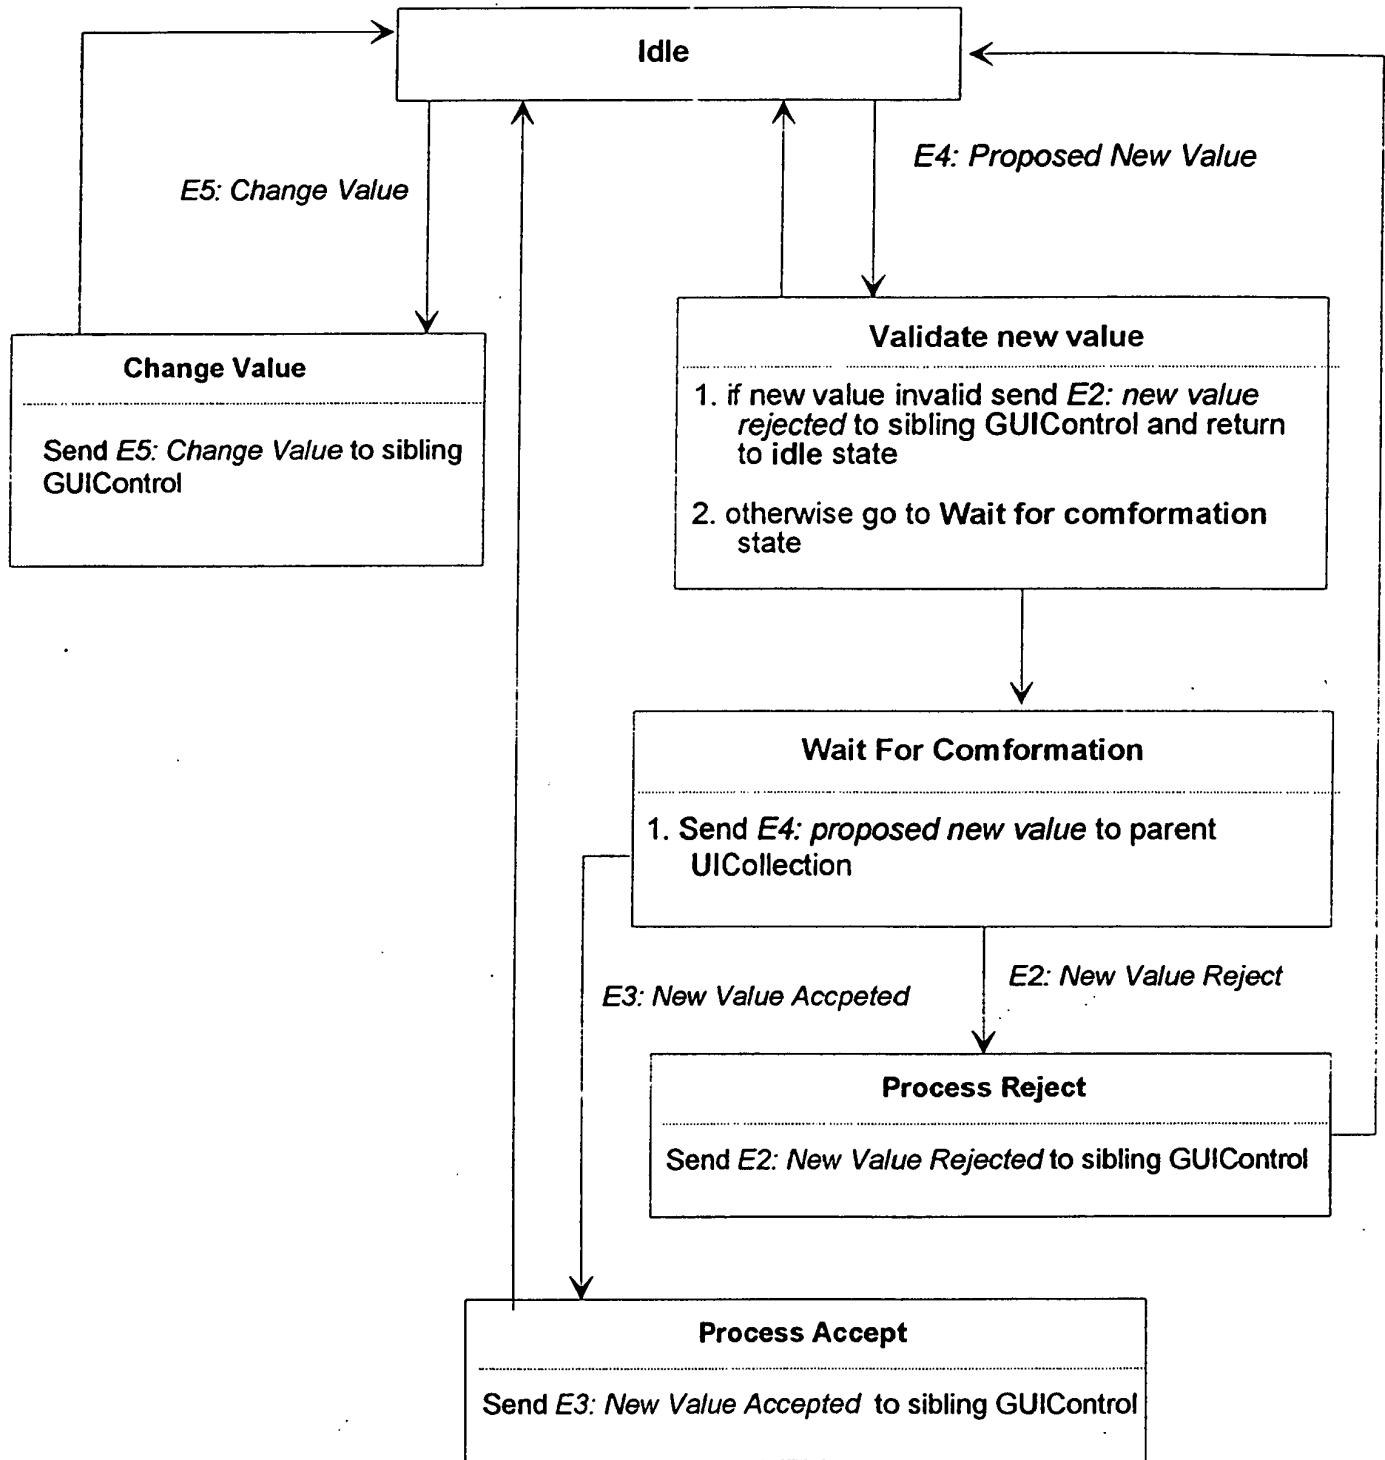 Idle
E4: Proposed New Value
E5: Change Value
Validate new value
Change Value
1. if new value invalid send E2: new value
rejected to sibling GUIControl and return
to idle state
Send E5: Change Value to sibling
GUIControl
2. otherwise go to Wait for comformation
state
Wait For Comformation
1. Send E4: proposed new value to parent
UICollection
E2: New Value Reject
E3: New Value Accpeted
Process Reject
Send E2: New Value Rejected to sibling GUIControl
Process Accept
Send E3: New Value Accepted to sibling GUIControl